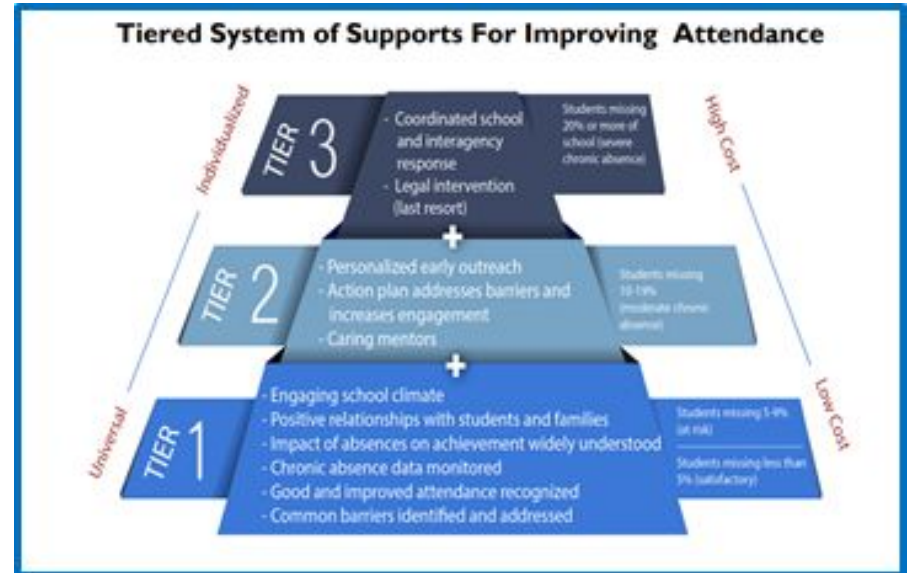 Tiered System of Supports For Improving Attendance
Individualized
High Cost
TIER 3
- Coordinated school
and interagency
response
- Legal intervention
(last resort)
Students missing
20% or more of
school (severe
chronic absence)
+
TIER 2
- Personalized early outreach
- Action plan addresses barriers and
increases engagement
- Caring mentors
Students missing
10-19%
(moderate chronic
absence)
+
Universal
Low Cost
TIER 1
- Engaging school climate
- Positive relationships with students and families
- Impact of absences on achievement widely understood
- Chronic absence data monitored
- Good and improved attendance recognized
- Common barriers identified and addressed
Students missing 5-9%
(at risk)
Students missing less than
5% (satisfactory)